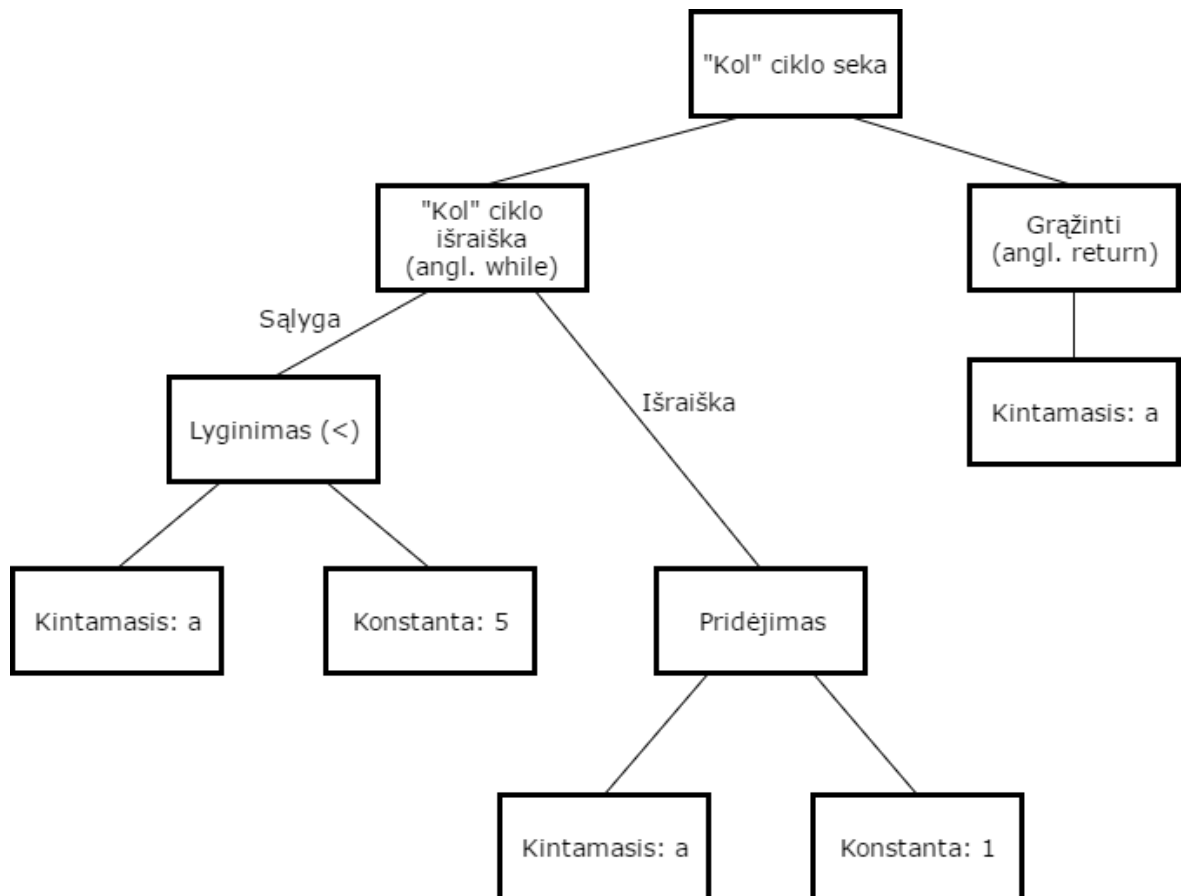 "Kol" ciklo seka
"Kol" ciklo
išraiška
(angl. while)
Grąžinti
(angl. return)
Sąlyga
Išraiška
Kintamasis: a
Lyginimas (<)
Kintamasis: a
Konstanta: 5
Pridėjimas
Kintamasis: a
Konstanta: 1